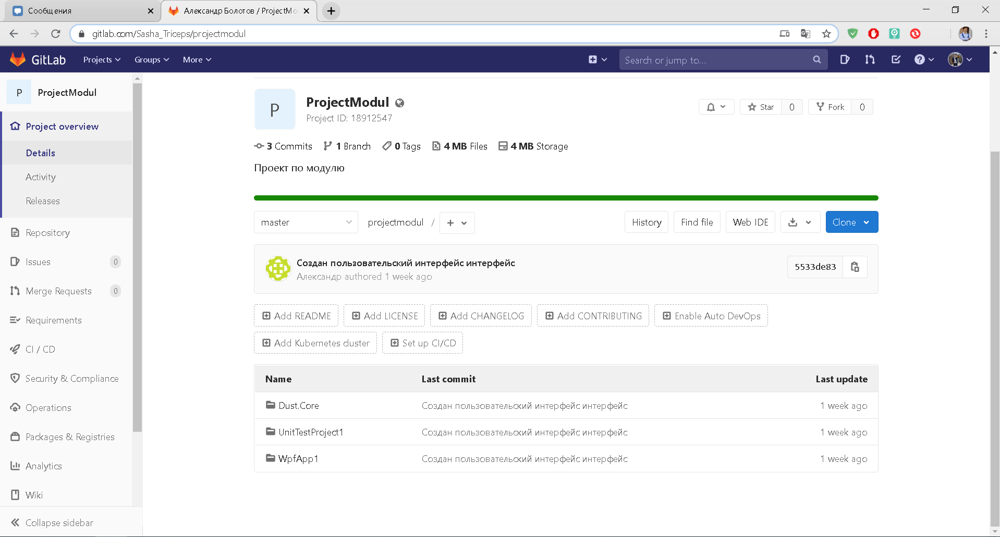 Сообщения
Александр Болотов / ProjectMo
gitlab.com/Sasha_Triceps/projectmodul
GitLab
Projects
Groups
More
Search or jump to...
P
ProjectModul
Project overview
Details
Activity
Releases
Repository
Issues 0
Merge Requests 0
Requirements
CI / CD
Security & Compliance
Operations
Packages & Registries
Analytics
Wiki
Collapse sidebar
P
ProjectModul
Project ID: 18912547
Star 0
Fork 0
3 Commits 1 Branch 0 Tags 4 MB Files 4 MB Storage
Проект по модулю
master projectmodul / + History Find file Web IDE Clone
Создан пользовательский интерфейс интерфейс
Александр authored 1 week ago
5533de83
Add README Add LICENSE Add CHANGELOG Add CONTRIBUTING Enable Auto DevOps
Add Kubernetes cluster Set up CI/CD
Name Last commit Last update
Dust.Core Создан пользовательский интерфейс интерфейс 1 week ago
UnitTestProject1 Создан пользовательский интерфейс интерфейс 1 week ago
WpfApp1 Создан пользовательский интерфейс интерфейс 1 week ago